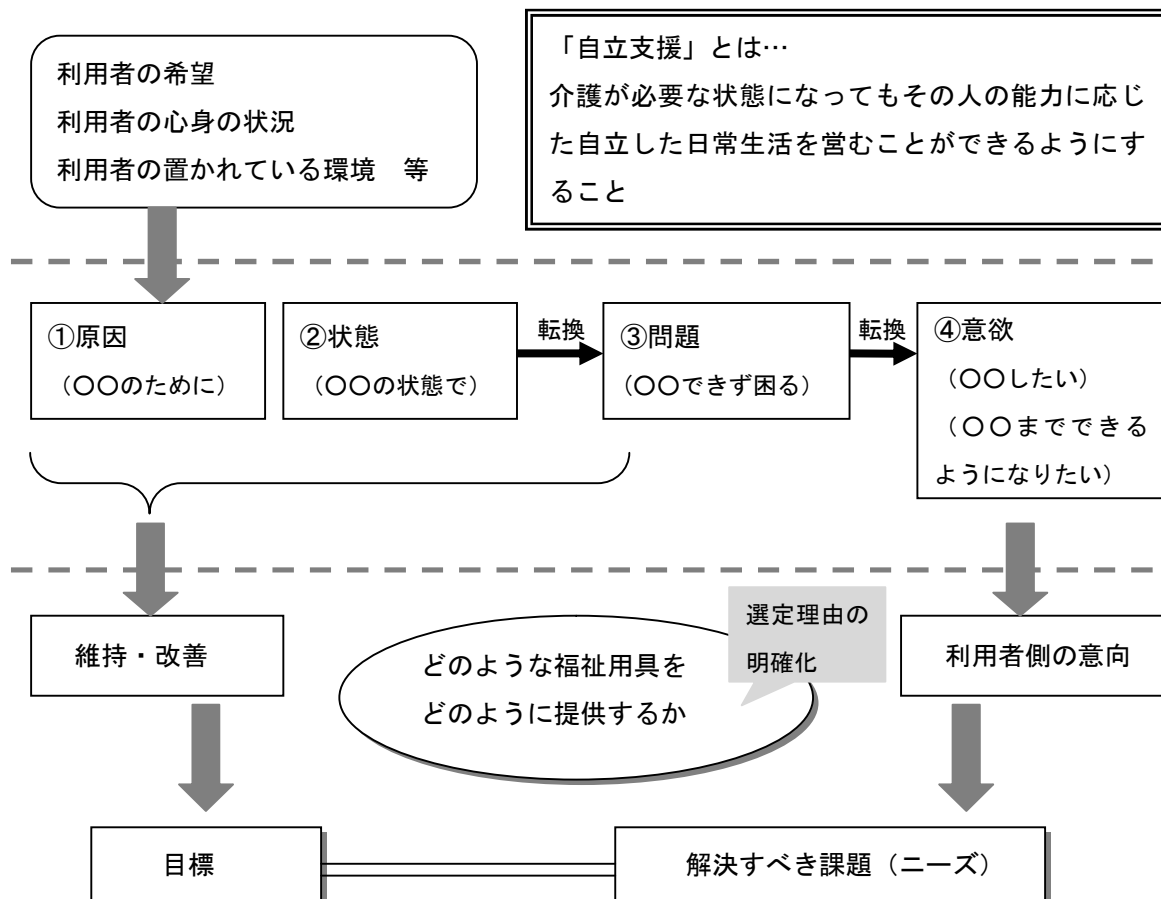 利用者の希望
利用者の心身の状況
利用者の置かれている環境　等
「自立支援」とは…
介護が必要な状態になってもその人の能力に応じ
た自立した日常生活を営むことができるようにす
ること
①原因
（〇〇のために）
②状態
（〇〇の状態で）
転換
③問題
（〇〇できず困る）
転換
④意欲
（〇〇したい）
（〇〇までできる
ようになりたい）
維持・改善
どのような福祉用具を
どのように提供するか
選定理由の
明確化
利用者側の意向
目標
解決すべき課題（ニーズ）